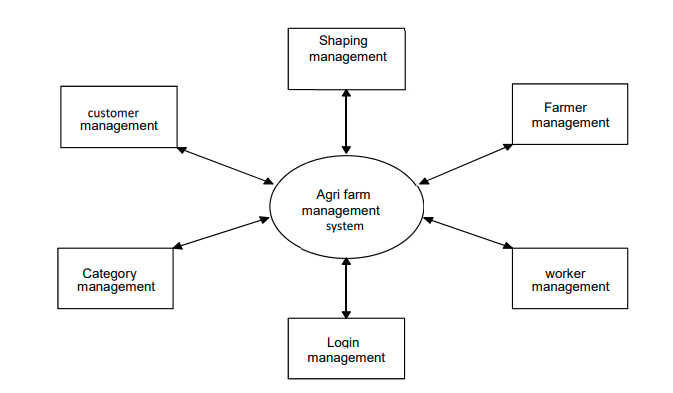 Shaping
management
customer
management
Farmer
management
Agri farm
management
system
Category
management
worker
management
Login
management